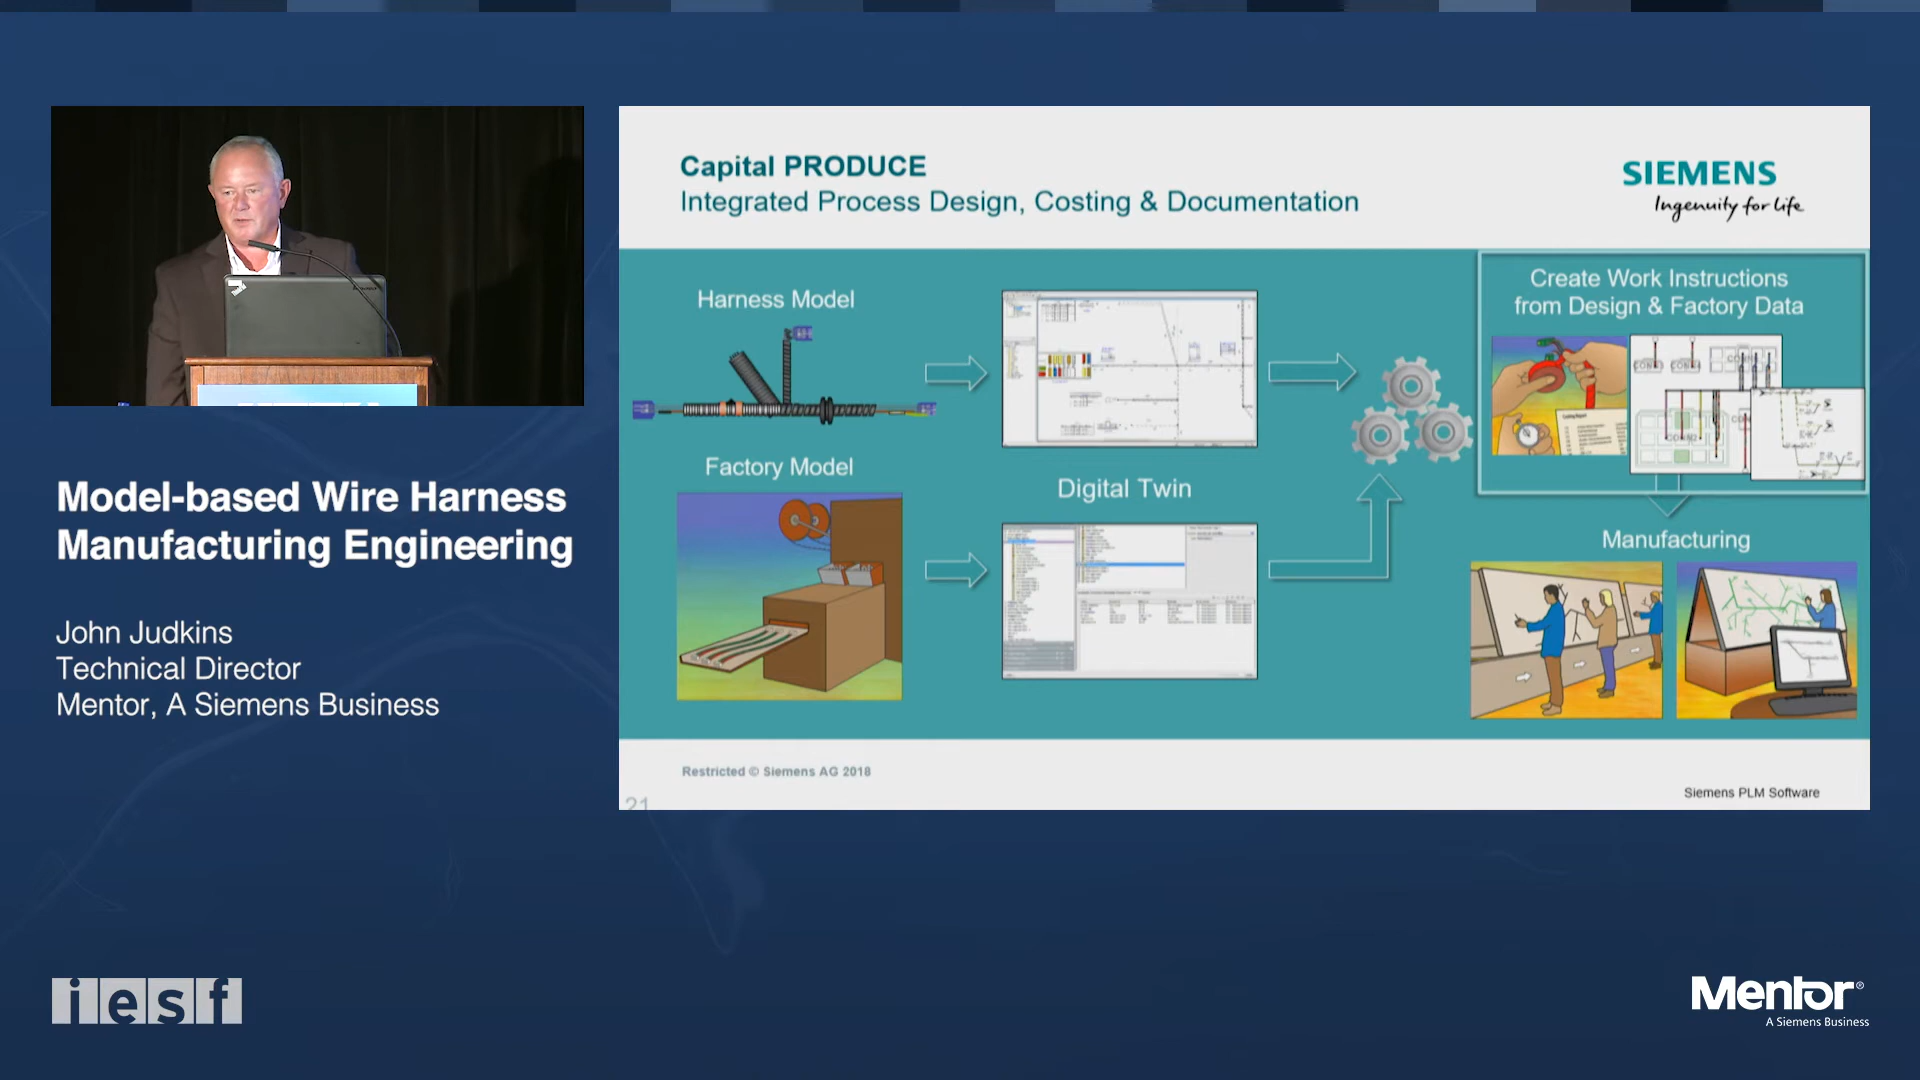 Capital PRODUCE
Integrated Process Design, Costing & Documentation
SIEMENS
Ingenuity for life
Harness Model
Factory Model
Digital Twin
Create Work Instructions
from Design & Factory Data
CONN2
Manufacturing
Restricted © Siemens AG 2018
21
Siemens PLM Software
Model-based Wire Harness
Manufacturing Engineering
John Judkins
Technical Director
Mentor, A Siemens Business
iesf
Mentor®
A Siemens Business